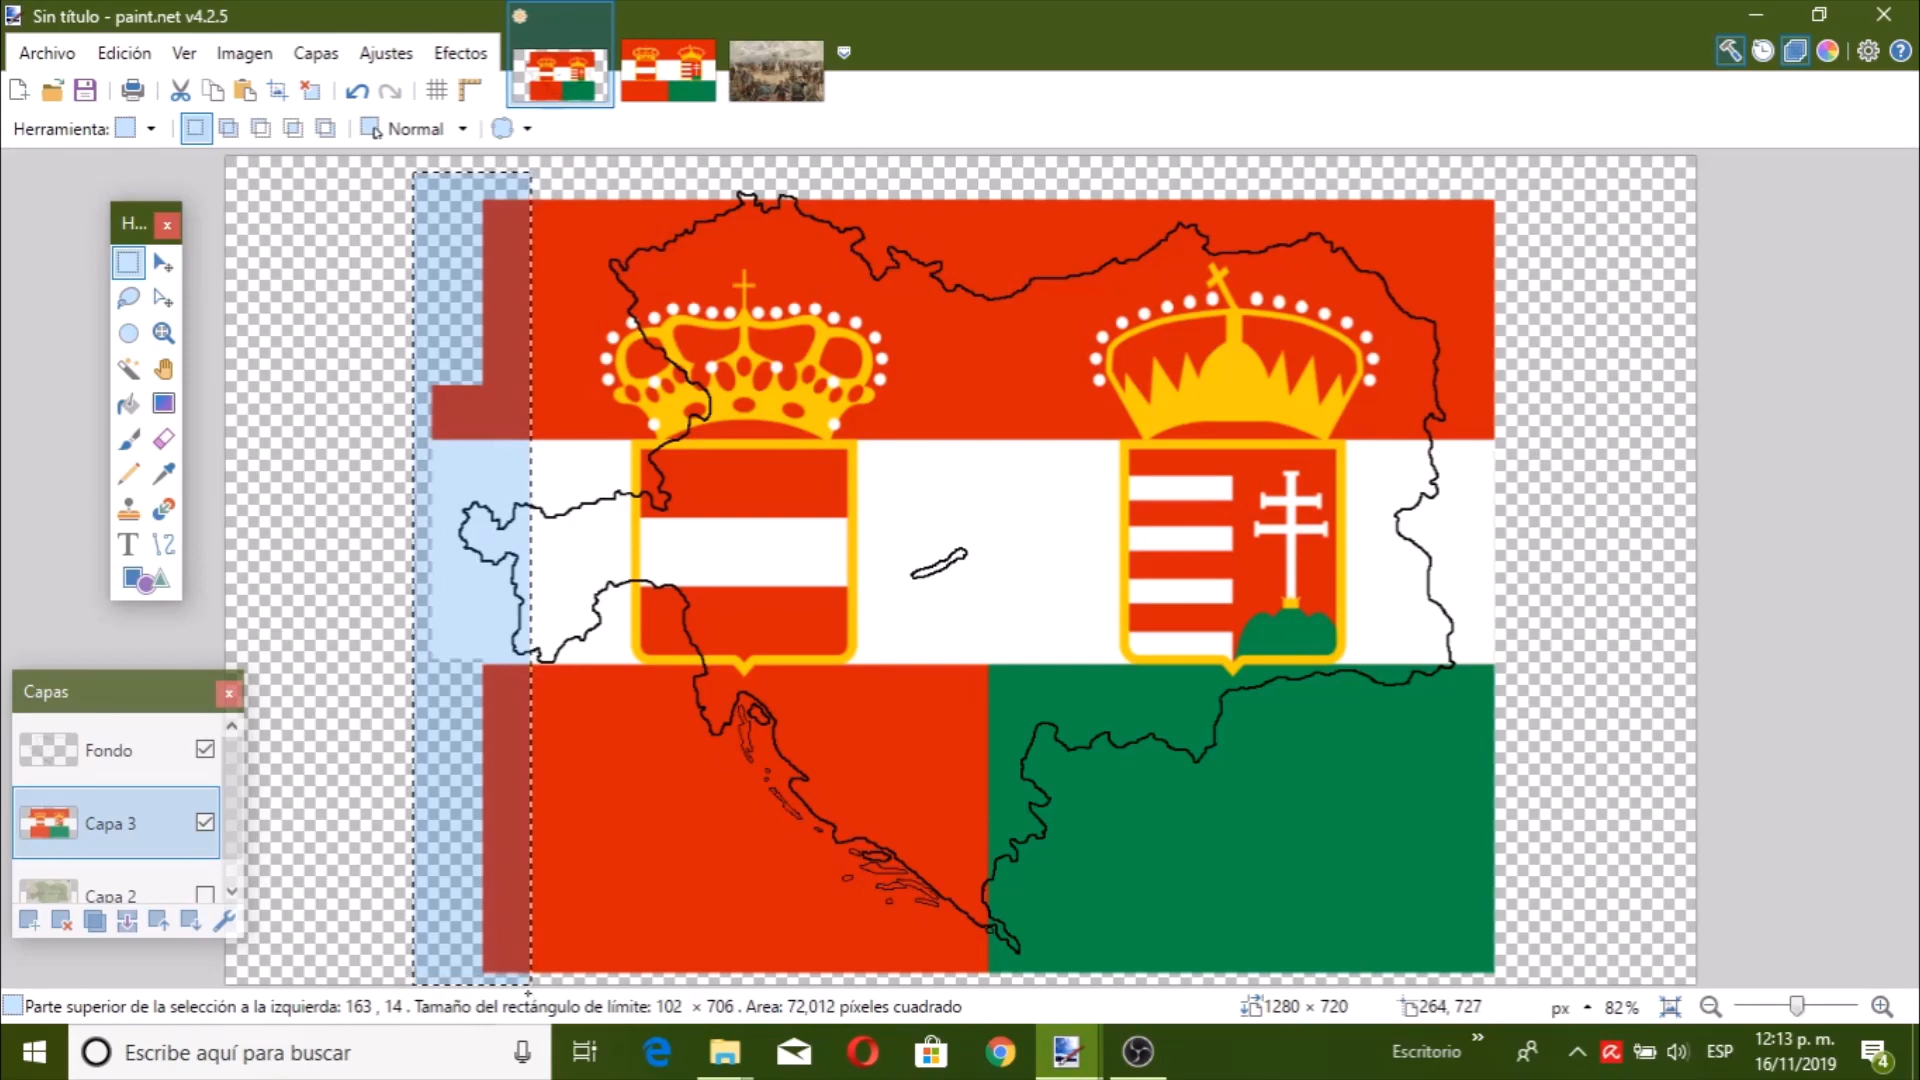 Sin título - paint.net v4.2.5
Archivo Edición Ver Imagen Capas Ajustes Efectos
Herramienta: Normal
H... x
T
Capas x
Fondo
Capa 3
Capa 2
Parte superior de la selección a la izquierda: 163 , 14 . Tamaño del rectángulo de límite: 102 × 706 . Area: 72,012 píxeles cuadrado
1280 × 720
264, 727
px
82%
Escribe aquí para buscar
Escritorio
»
ESP
12:13 p. m.
16/11/2019
4